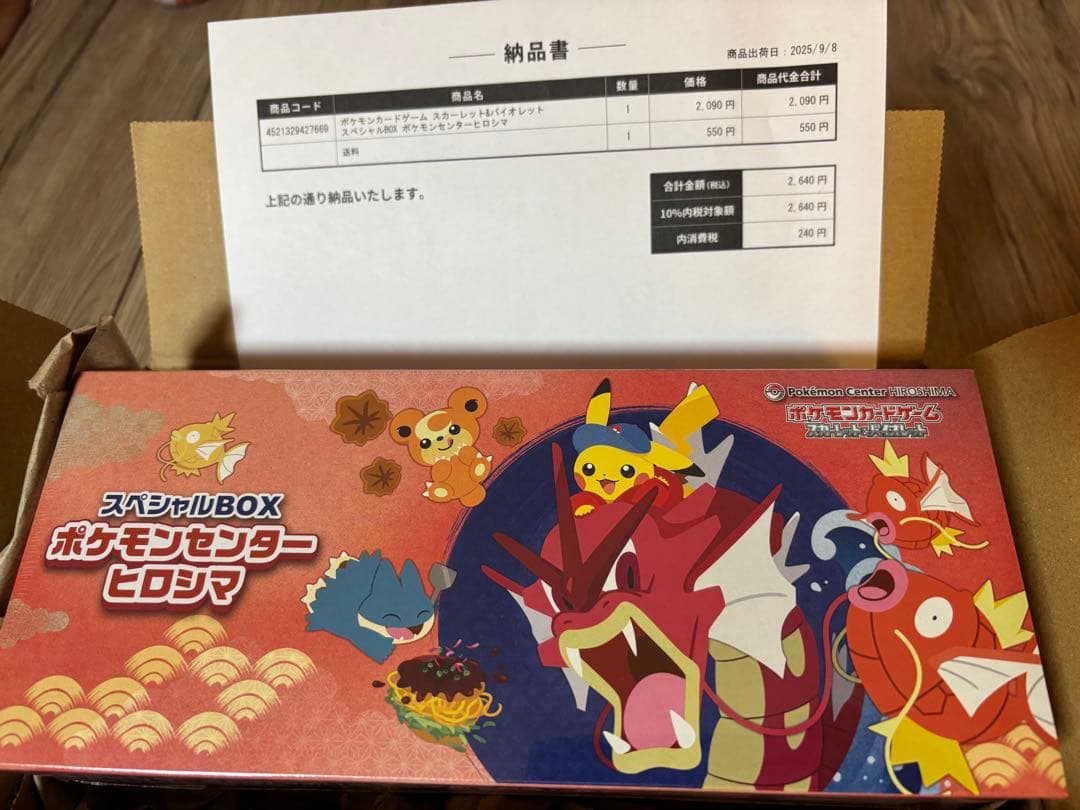 納品書
商品出荷日：2025/9/8
商品コード 商品名 数量 価格 商品代金合計
4521329427669 ポケモンカードゲーム スカーレット&バイオレット
スペシャルBOX ポケモンセンターヒロシマ 1 2,090 円 2,090 円
送料 1 550 円 550 円
上記の通り納品いたします。
合計金額(税込) 2,640 円
10%内税対象額 2,640 円
内消費税 240 円
Pokémon Center HIROSHIMA
ポケモンカードゲーム
スカーレット&バイオレット
スペシャルBOX
ポケモンセンター
ヒロシマ